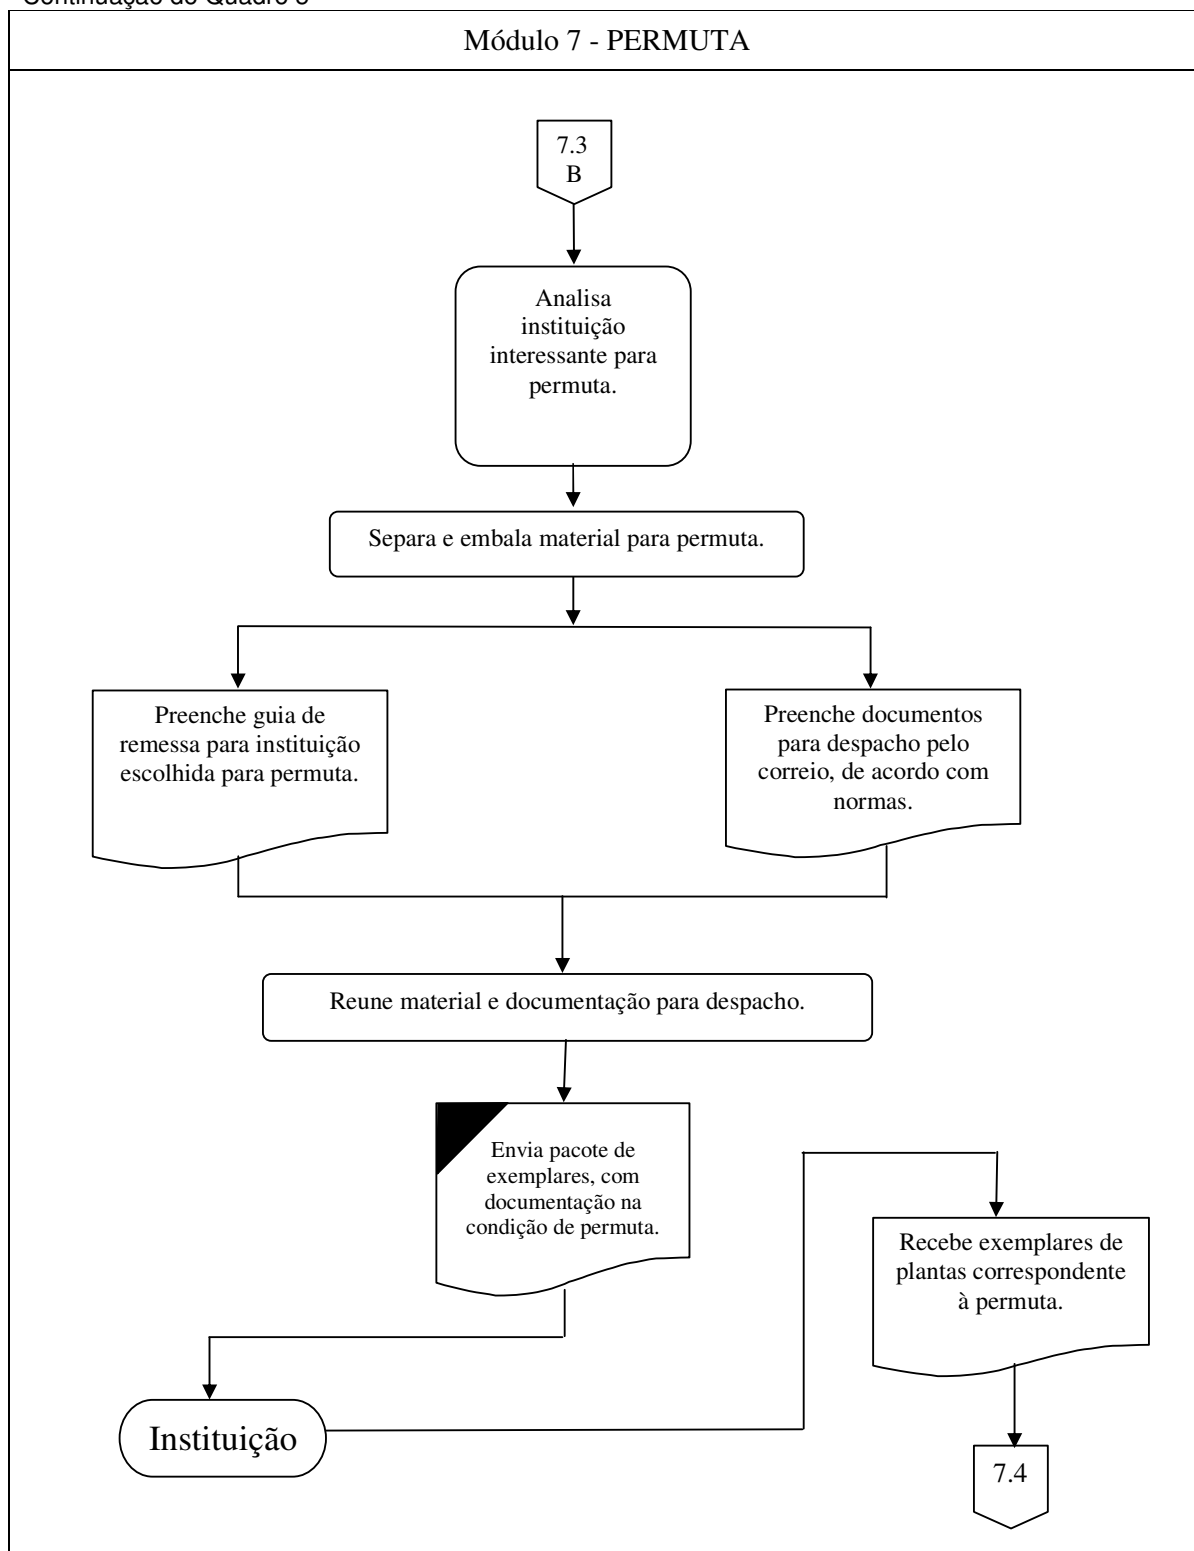 Continuação do Quadro 3
Módulo 7 - PERMUTA
7.3
B
Analisa
instituição
interessante para
permuta.
Separa e embala material para permuta.
Preenche guia de
remessa para instituição
escolhida para permuta.
Preenche documentos
para despacho pelo
correio, de acordo com
normas.
Reune material e documentação para despacho.
Envia pacote de
exemplares, com
documentação na
condição de permuta.
Recebe exemplares de
plantas correspondente
à permuta.
Instituição
7.4